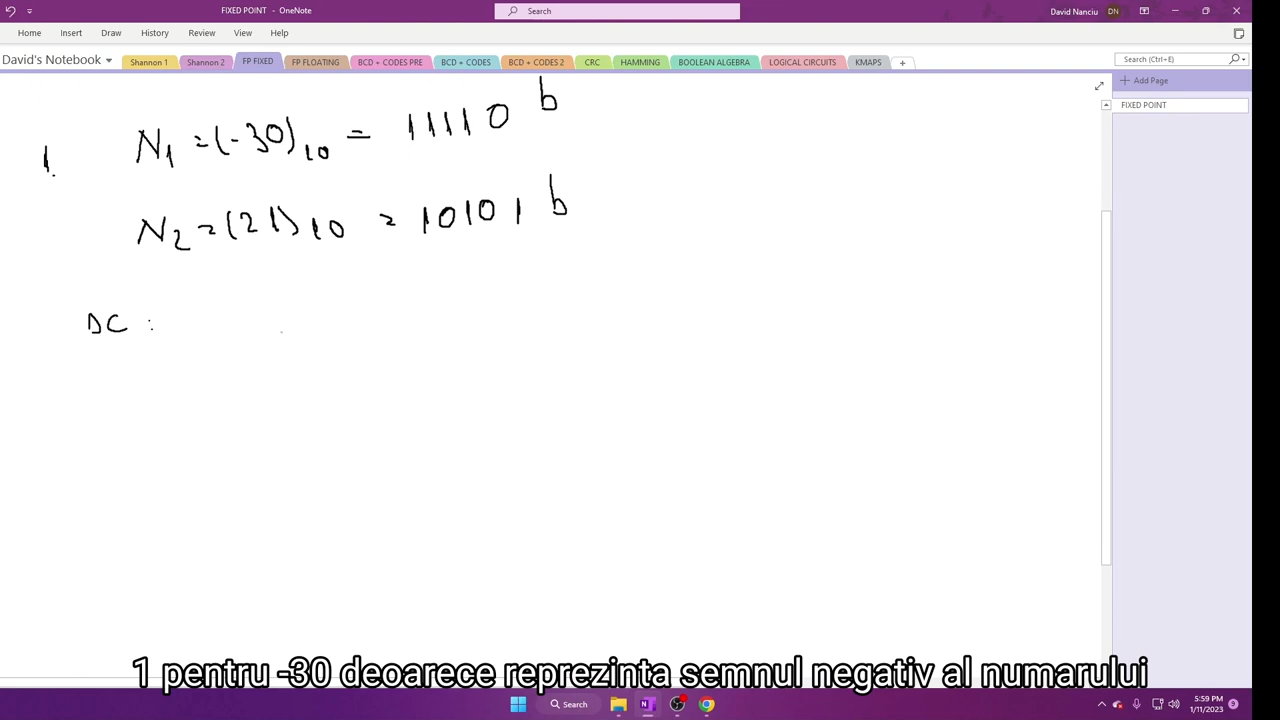 FIXED POINT - OneNote
Search
David Nanciu DN
Home Insert Draw History Review View Help
David's Notebook
Shannon 1 Shannon 2 FP FIXED FP FLOATING BCD + CODES PRE BCD + CODES BCD + CODES 2 CRC HAMMING BOOLEAN ALGEBRA LOGICAL CIRCUITS KMAPS
Search (Ctrl+E)
Add Page
FIXED POINT
1. N1 = (-30)10 = 11110 b
N2 = (21)10 = 10101 b
DC :
1 pentru -30 deoarece reprezinta semnul negativ al numarului
Search
5:59 PM
1/11/2023